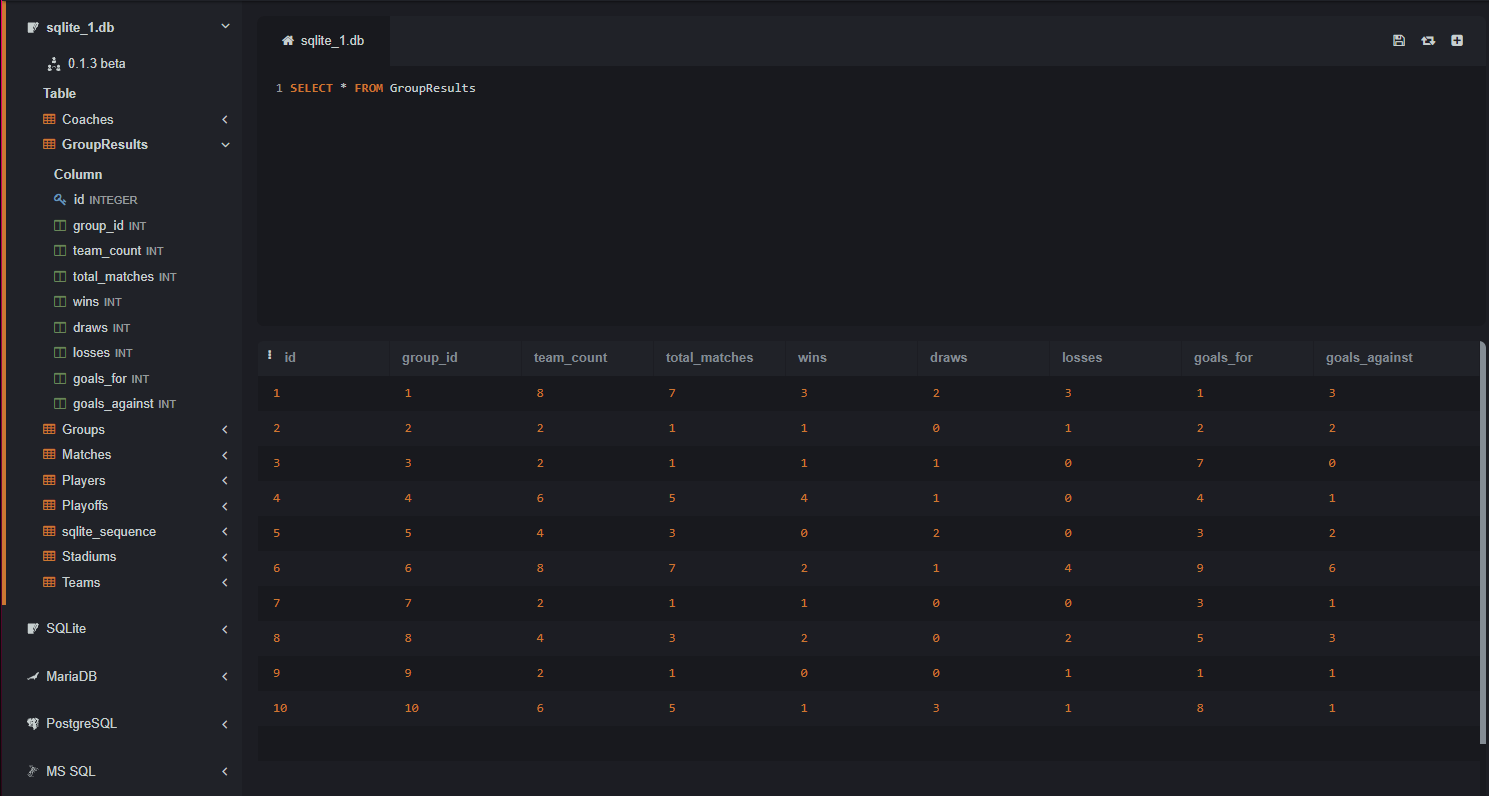 sqlite_1.db
0.1.3 beta
Table
Coaches
GroupResults
Column
id INTEGER
group_id INT
team_count INT
total_matches INT
wins INT
draws INT
losses INT
goals_for INT
goals_against INT
Groups
Matches
Players
Playoffs
sqlite_sequence
Stadiums
Teams
SQLite
MariaDB
PostgreSQL
MS SQL
sqlite_1.db
1 SELECT * FROM GroupResults
id group_id team_count total_matches wins draws losses goals_for goals_against
1 1 8 7 3 2 3 1 3
2 2 2 1 1 0 1 2 2
3 3 2 1 1 1 0 7 0
4 4 6 5 4 1 0 4 1
5 5 4 3 0 2 0 3 2
6 6 8 7 2 1 4 9 6
7 7 2 1 1 0 0 3 1
8 8 4 3 2 0 2 5 3
9 9 2 1 0 0 1 1 1
10 10 6 5 1 3 1 8 1